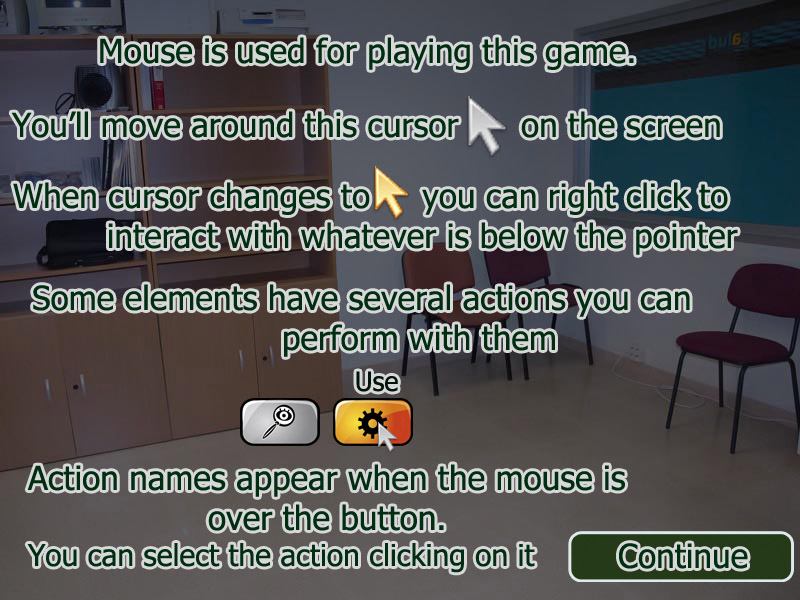 Mouse is used for playing this game.
You'll move around this cursor on the screen
When cursor changes to you can right click to
interact with whatever is below the pointer
Some elements have several actions you can
perform with them
Use
Action names appear when the mouse is
over the button.
You can select the action clicking on it
Continue